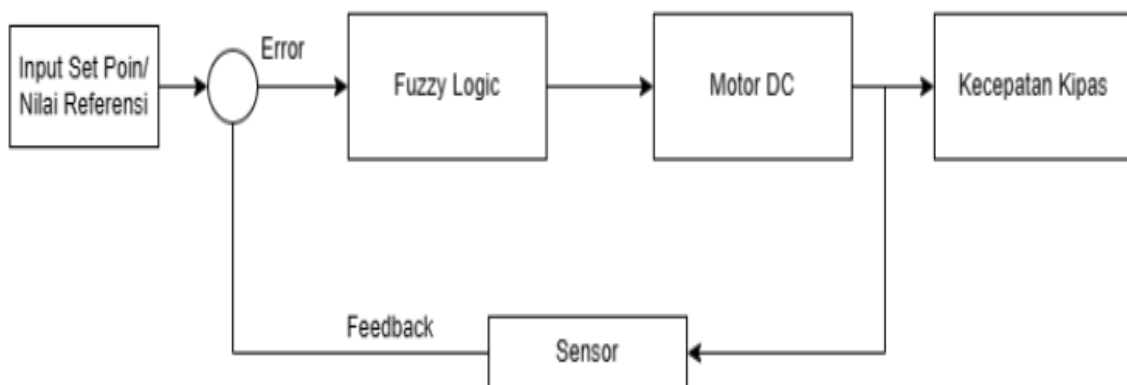 Input Set Poin/
Nilai Referensi
Error
Fuzzy Logic
Motor DC
Kecepatan Kipas
Feedback
Sensor